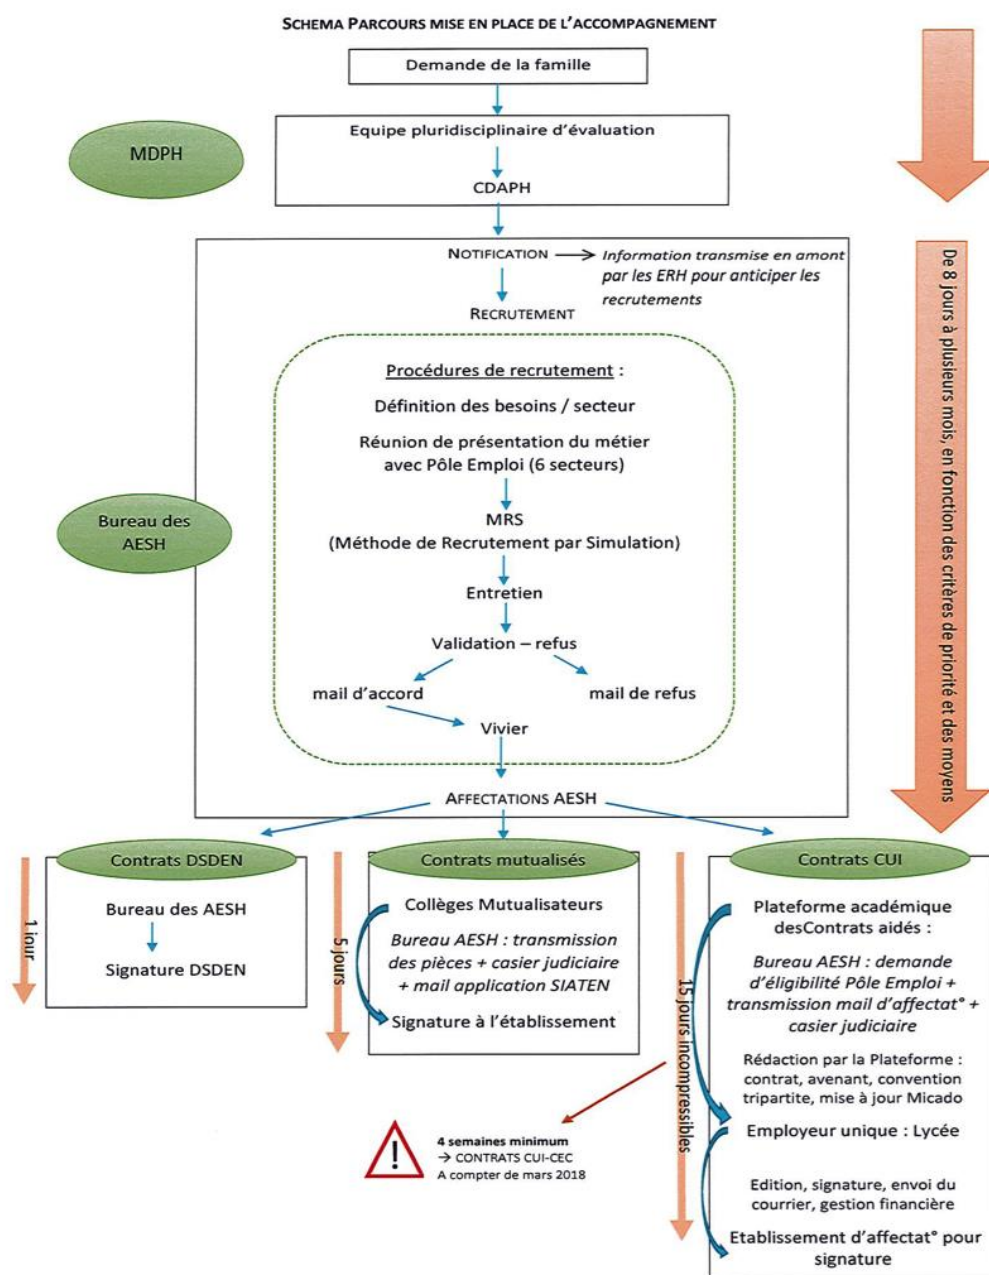 SCHEMA PARCOURS MISE EN PLACE DE L'ACCOMPAGNEMENT
Demande de la famille
MDPH
Equipe pluridisciplinaire d'évaluation
CDAPH
NOTIFICATION → Information transmise en amont
par les ERH pour anticiper les
recrutements
RECRUTEMENT
De 8 jours à plusieurs mois, en fonction des critères de priorité et des moyens
Procédures de recrutement :
Définition des besoins / secteur
Réunion de présentation du métier
avec Pôle Emploi (6 secteurs)
Bureau des
AESH
MRS
(Méthode de Recrutement par Simulation)
Entretien
Validation – refus
mail d'accord
mail de refus
Vivier
AFFECTATIONS AESH
Contrats DSDEN
1 jour
Bureau des AESH
Signature DSDEN
Contrats mutualisés
5 jours
Collèges Mutualisateurs
Bureau AESH : transmission
des pièces + casier judiciaire
+ mail application SIATEN
Signature à l'établissement
Contrats CUI
15 jours incompressibles
Plateforme académique
desContrats aidés :
Bureau AESH : demande
d'éligibilité Pôle Emploi +
transmission mail d'affectat° +
casier judiciaire
Rédaction par la Plateforme :
contrat, avenant, convention
tripartite, mise à jour Micado
Employeur unique : Lycée
Edition, signature, envoi du
courrier, gestion financière
Etablissement d'affectat° pour
signature
!
4 semaines minimum
→ CONTRATS CUI-CEC
A compter de mars 2018